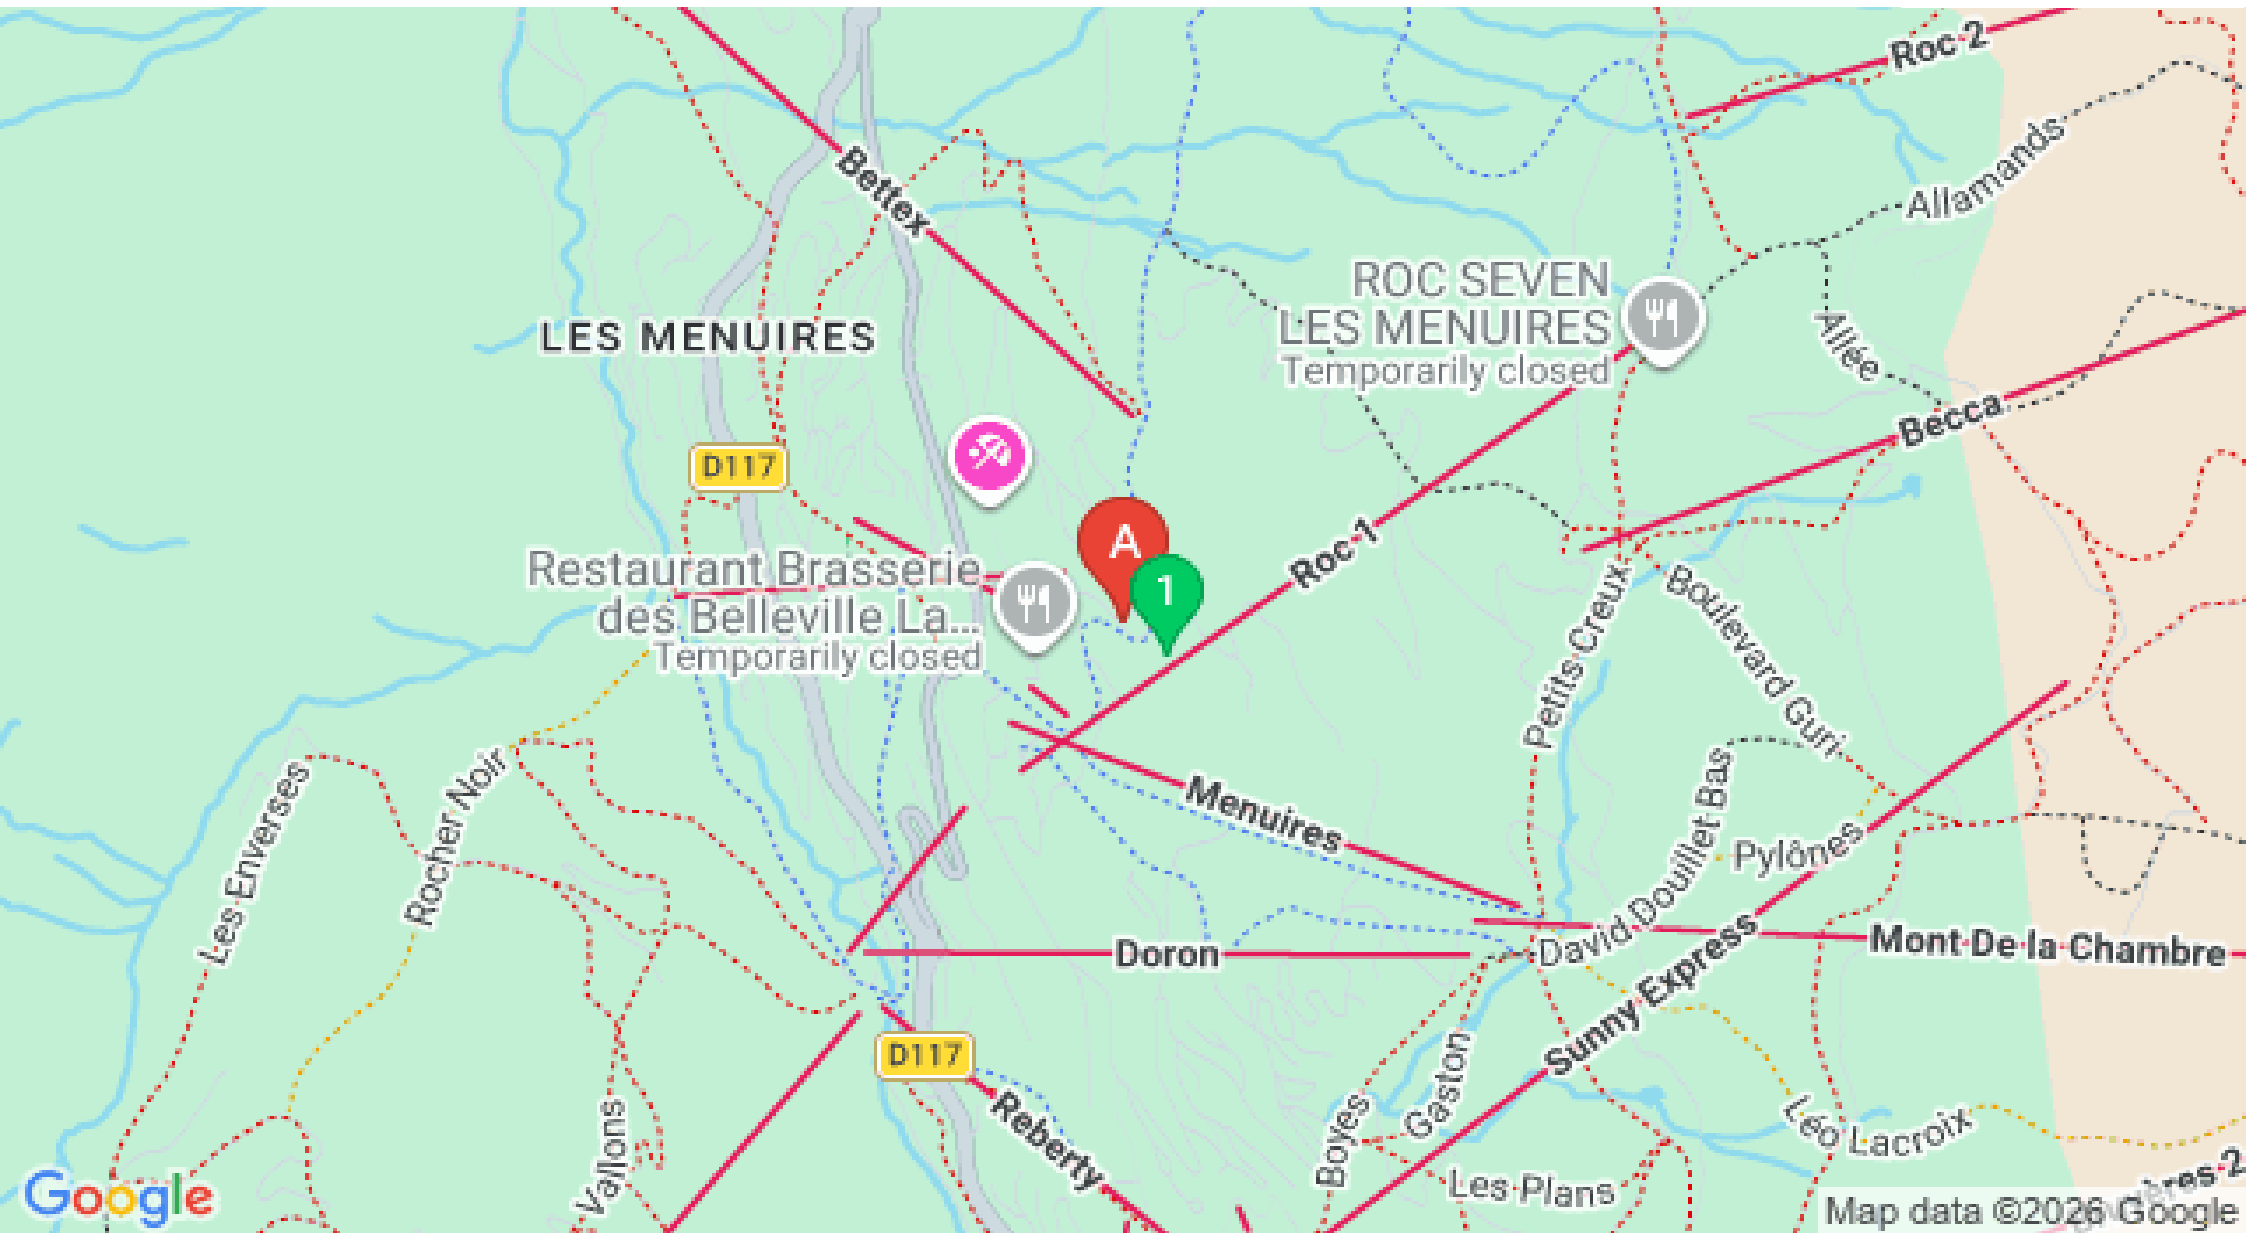 Roc 2
Allamands
Bettex
ROC SEVEN
LES MENUIRES
Temporarily closed
LES MENUIRES
Allée
Becca
D117
A
1
Roc 1
Restaurant Brasserie
des Belleville La...
Temporarily closed
Petits Creux
Boulevard Guri
Rocher Noir
Les Enverses
Menuires
David Douillet Bas
Pylônes
Doron
Mont De la Chambre
Sunny Express
D117
Reberty
Vallons
Boyes
Gaston
Léo Lacroix
Les Plans
Google
Map data ©2026 Google